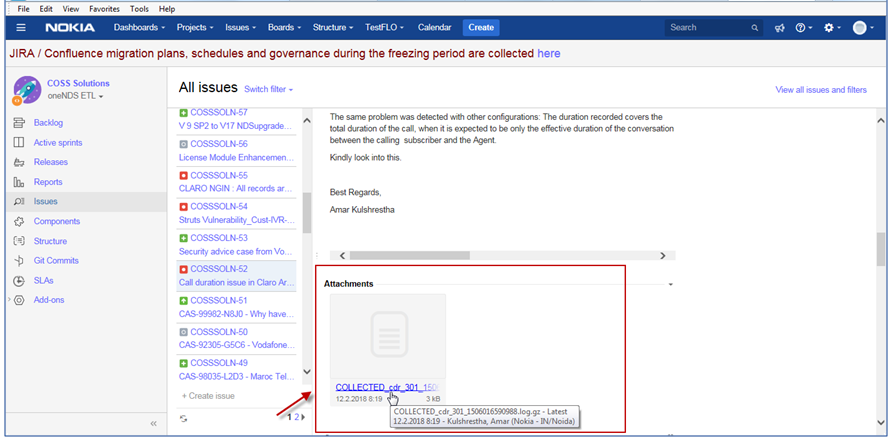 File Edit View Favorites Tools Help
NOKIA Dashboards Projects Issues Boards Structure TestFLO Calendar Create Search
JIRA / Confluence migration plans, schedules and governance during the freezing period are collected here
COSS Solutions
oneNDS ETL
Backlog
Active sprints
Releases
Reports
Issues
Components
Structure
Git Commits
SLAs
Add-ons
All issues Switch filter
View all issues and filters
COSSSOLN-57
V 9 SP2 to V17 NDSupgrade...
COSSSOLN-56
License Module Enhancemen...
COSSSOLN-55
CLARO NGIN : All records ar...
COSSSOLN-54
Struts Vulnerability_Cust-IVR-...
COSSSOLN-53
Security advice case from Vo...
COSSSOLN-52
Call duration issue in Claro Ar...
COSSSOLN-51
CAS-99982-N8J0 - Why have...
COSSSOLN-50
CAS-92305-G5C6 - Vodafone...
COSSSOLN-49
CAS-98035-L2D3 - Maroc Tel...
+ Create issue
1 2
The same problem was detected with other configurations: The duration recorded covers the
total duration of the call, when it is expected to be only the effective duration of the conversation
between the calling subscriber and the Agent.
Kindly look into this.
Best Regards,
Amar Kulshrestha
Attachments
COLLECTED_cdr_301_1506
12.2.2018 8:19 3 kB
COLLECTED_cdr_301_1506016590988.log.gz - Latest
12.2.2018 8:19 - Kulshrestha, Amar (Nokia - IN/Noida)